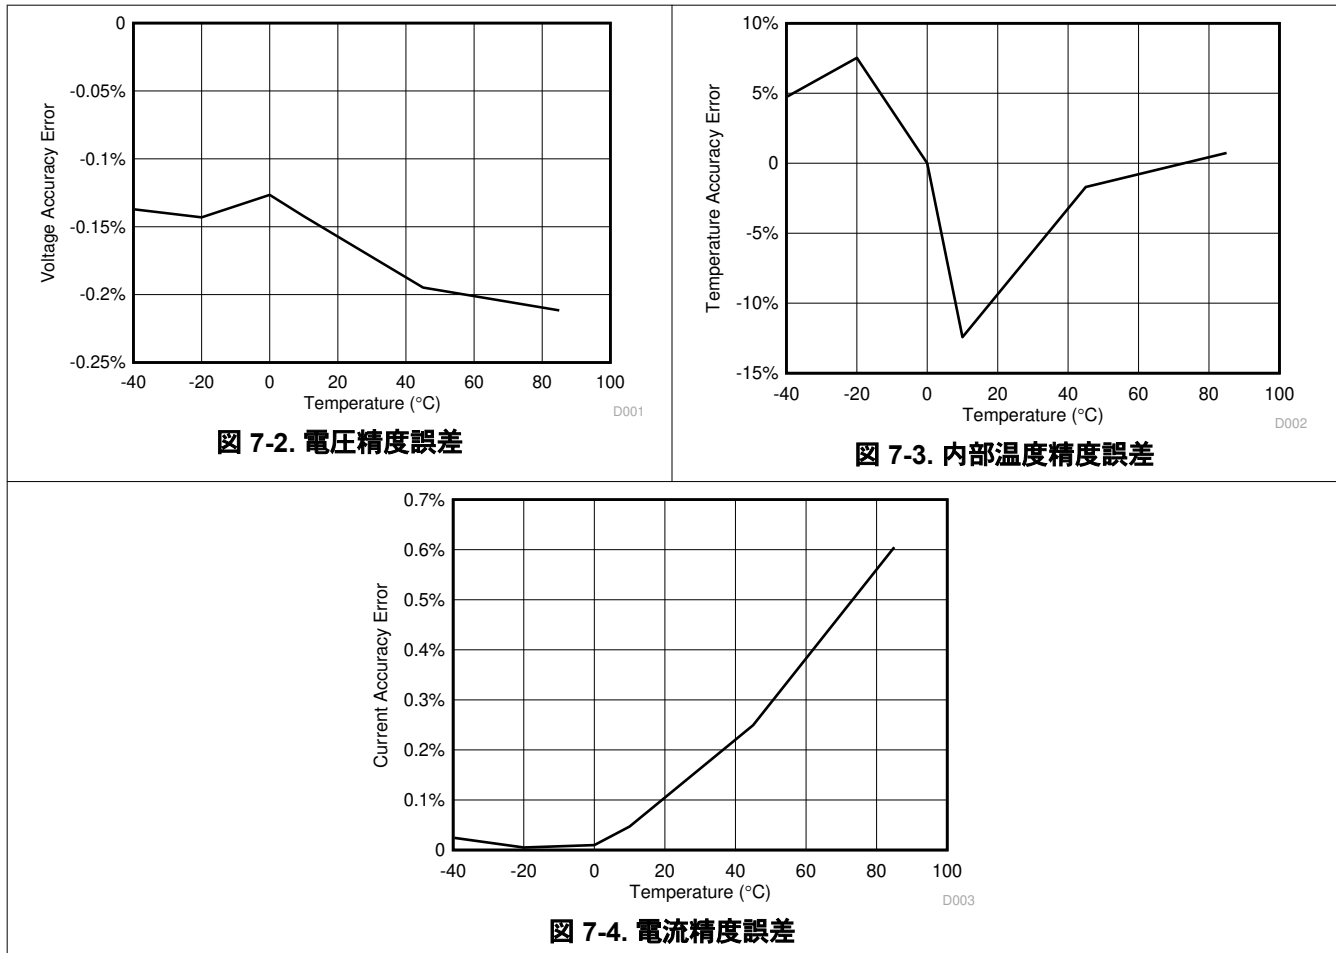 0
-0.05%
-0.1%
-0.15%
-0.2%
-0.25%
Voltage Accuracy Error
-40 -20 0 20 40 60 80 100
Temperature (°C)
D001
図 7-2. 電圧精度誤差
10%
5%
0
-5%
-10%
-15%
Temperature Accuracy Error
-40 -20 0 20 40 60 80 100
Temperature (°C)
D002
図 7-3. 内部温度精度誤差
0.7%
0.6%
0.5%
0.4%
0.3%
0.2%
0.1%
0
Current Accuracy Error
-40 -20 0 20 40 60 80 100
Temperature (°C)
D003
図 7-4. 電流精度誤差